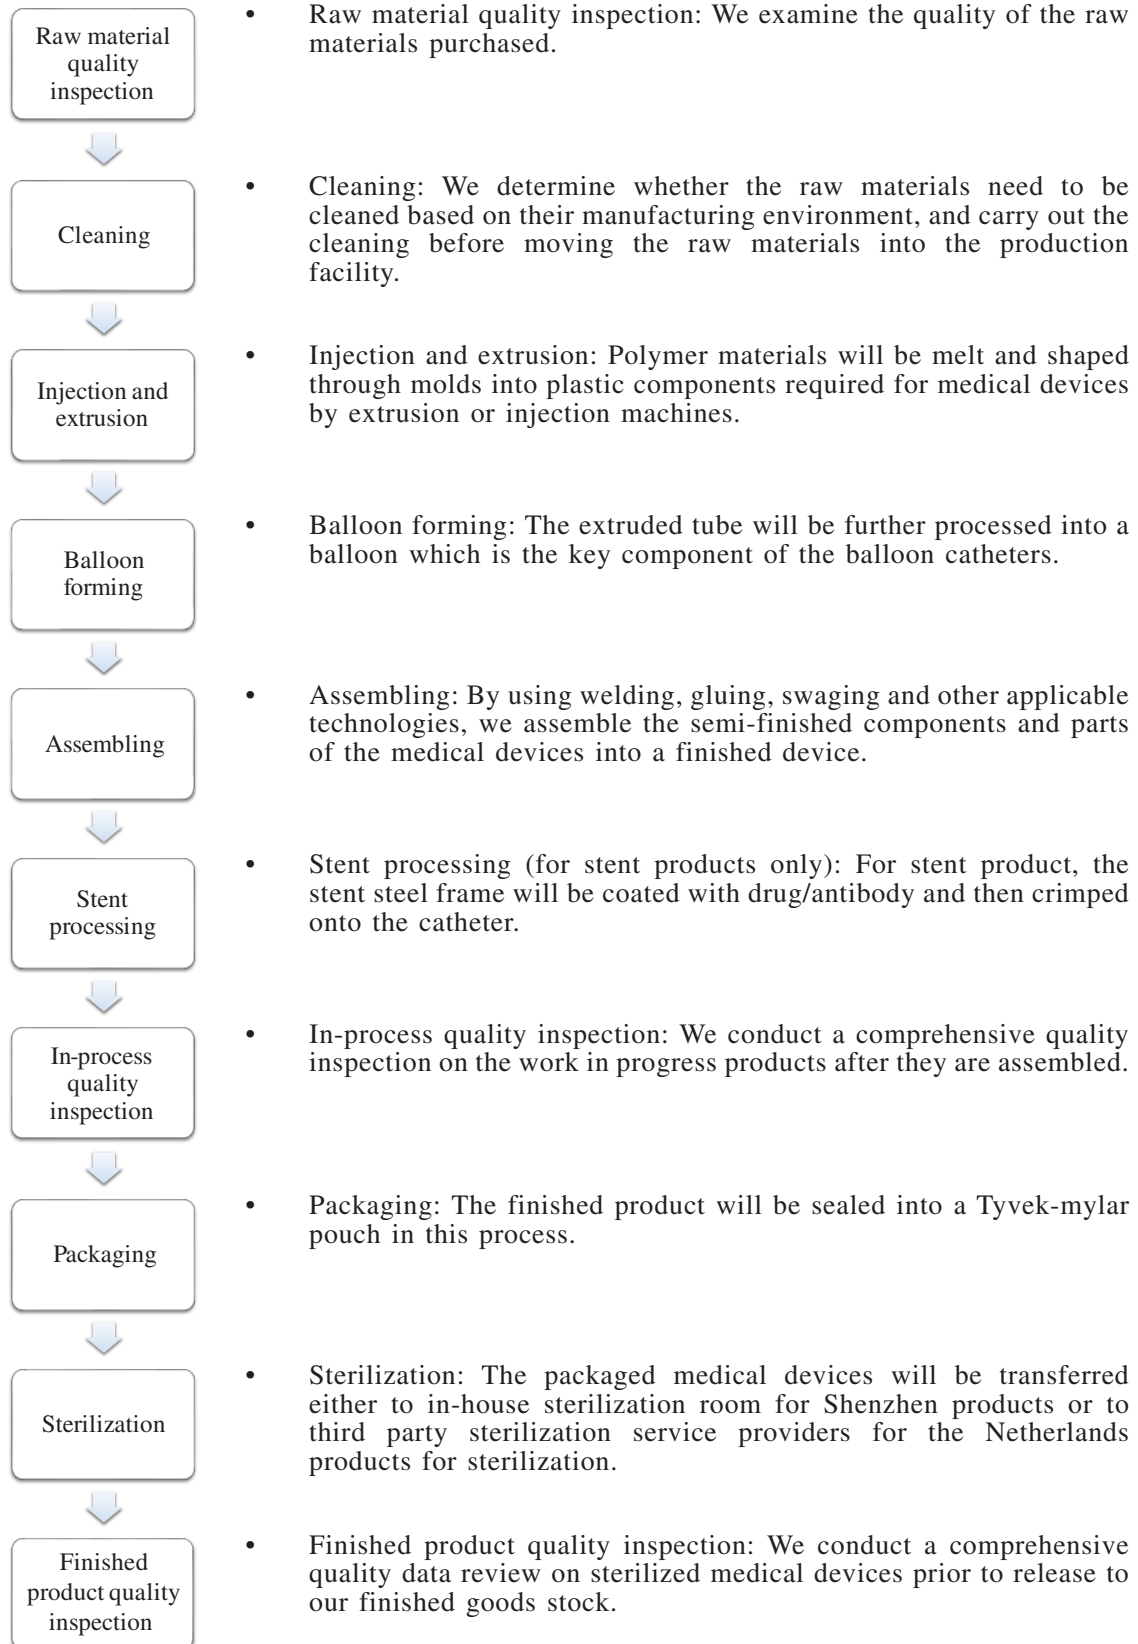 Raw material
quality
inspection
• Raw material quality inspection: We examine the quality of the raw
materials purchased.
Cleaning
• Cleaning: We determine whether the raw materials need to be
cleaned based on their manufacturing environment, and carry out the
cleaning before moving the raw materials into the production
facility.
Injection and
extrusion
• Injection and extrusion: Polymer materials will be melt and shaped
through molds into plastic components required for medical devices
by extrusion or injection machines.
Balloon
forming
• Balloon forming: The extruded tube will be further processed into a
balloon which is the key component of the balloon catheters.
Assembling
• Assembling: By using welding, gluing, swaging and other applicable
technologies, we assemble the semi-finished components and parts
of the medical devices into a finished device.
Stent
processing
• Stent processing (for stent products only): For stent product, the
stent steel frame will be coated with drug/antibody and then crimped
onto the catheter.
In-process
quality
inspection
• In-process quality inspection: We conduct a comprehensive quality
inspection on the work in progress products after they are assembled.
Packaging
• Packaging: The finished product will be sealed into a Tyvek-mylar
pouch in this process.
Sterilization
• Sterilization: The packaged medical devices will be transferred
either to in-house sterilization room for Shenzhen products or to
third party sterilization service providers for the Netherlands
products for sterilization.
Finished
product quality
inspection
• Finished product quality inspection: We conduct a comprehensive
quality data review on sterilized medical devices prior to release to
our finished goods stock.